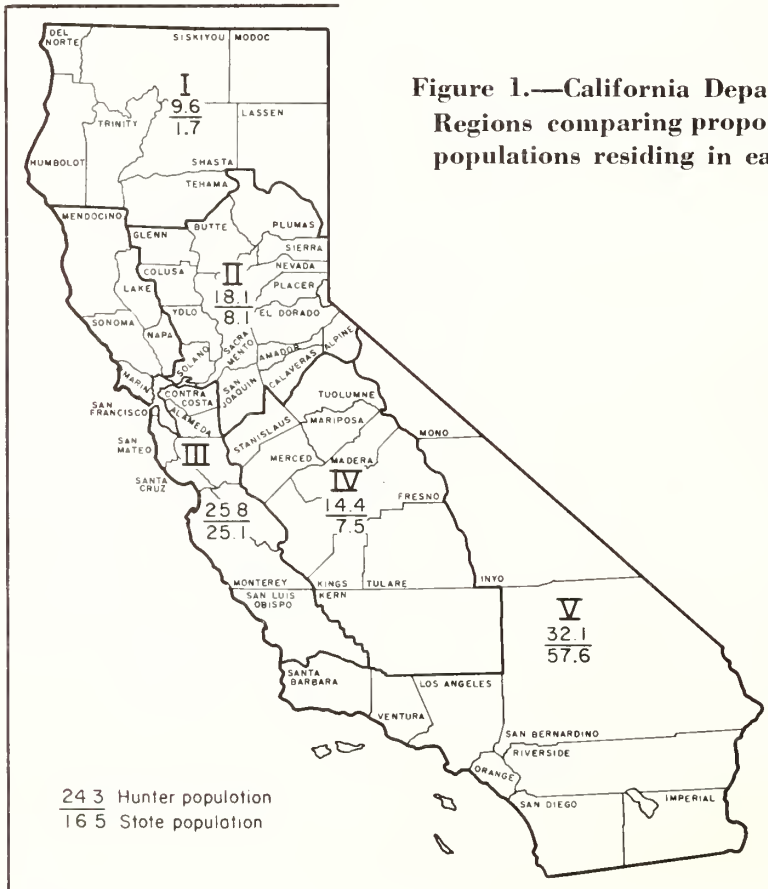 Figure 1.—California Depa
Regions comparing propo
populations residing in ea
DEL
NORTE
SISKIYOU
MODOC
I
9.6
1.7
TRINITY
LASSEN
HUMBOLDT
SHASTA
TEHAMA
MENDOCINO
GLENN
BUTTE
PLUMAS
SIERRA
COLUSA
II
NEVADA
LAKE
18.1
8.1
PLACER
YOLO
EL DORADO
SONOMA
NAPA
SOLANO
SACRA
MENTO
AMADOR
ALPINE
MARIN
CALAVERAS
SAN
JOAQUIN
CONTRA
COSTA
TUOLUMNE
SAN
FRANCISCO
ALAMEDA
STANISLAUS
MARIPOSA
MONO
SAN
MATEO
III
MERCED
MADERA
IV
SANTA
CRUZ
14.4
7.5
FRESNO
25 8
25.1
MONTEREY
KINGS
TULARE
INYO
SAN LUIS
OBISPO
KERN
V
32.1
57.6
SANTA
BARBARA
LOS ANGELES
VENTURA
SAN BERNARDINO
RIVERSIDE
ORANGE
SAN DIEGO
IMPERIAL
24 3 Hunter population
16 5 State population